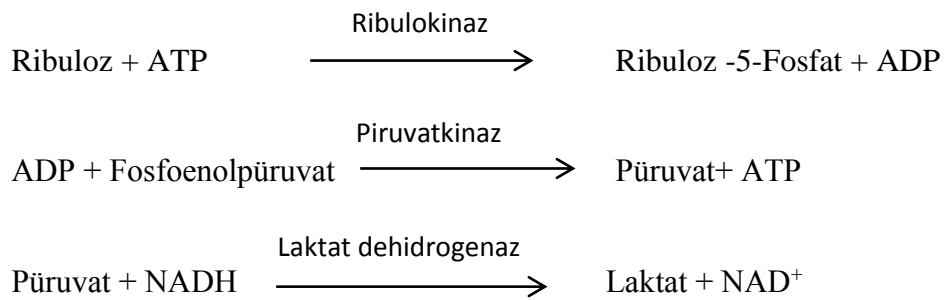 Ribulokinaz
Ribuloz + ATP Ribuloz -5-Fosfat + ADP
Piruvatkinaz
ADP + Fosfoenolpüruvat Püruvat+ ATP
Laktat dehidrogenaz
Püruvat + NADH Laktat + NAD⁺